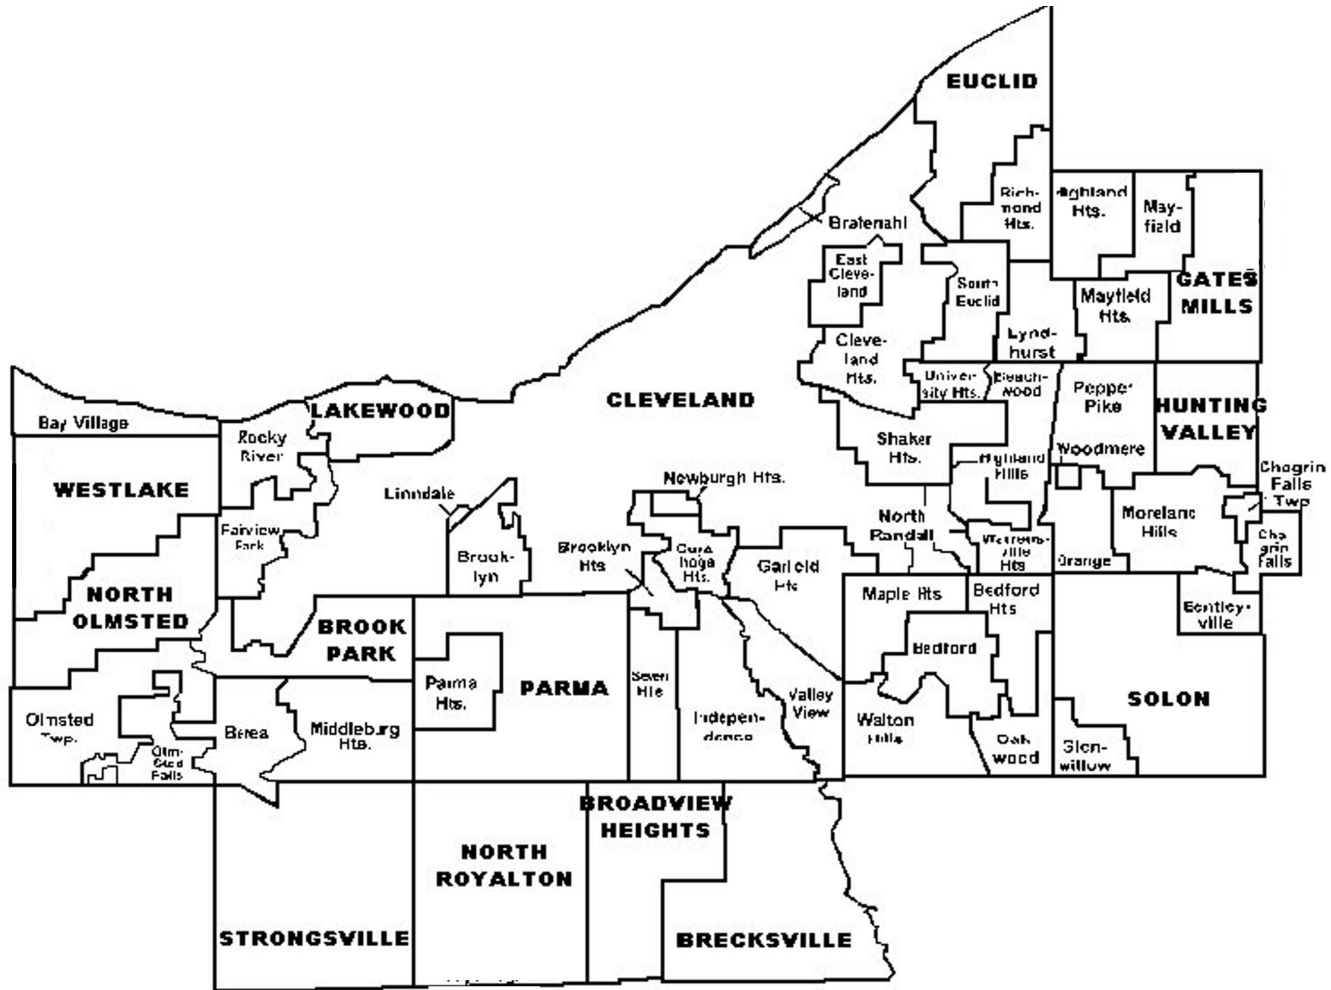 EUCLID
Rich-
mond
Hts.
Highland
Hts.
May-
field
Bratenahl
East
Cleve-
land
South
Euclid
GATES
MILLS
Mayfield
Hts.
Lynd-
hurst
Cleve-
land
Hts.
Univer-
sity Hts.
Beach-
wood
Pepper
Pike
HUNTING
VALLEY
CLEVELAND
LAKEWOOD
Bay Village
Rocky
River
Shaker
Hts.
Woodmere
Highland
Hills
Chagrin
Falls
Twp
WESTLAKE
Linndale
Newburgh Hts.
North
Randall
Moreland
Hills
Fairview
Park
Brook-
lyn
Brooklyn
Hts
Cuya
hoga
Hts.
Garfield
Hts
Warrens-
ville
Hts
Orange
Cha
grin
Falls
NORTH
OLMSTED
BROOK
PARK
Maple Hts
Bedford
Hts
Bentley-
ville
Bedford
Parma
Hts.
PARMA
Seven
Hls
Valley
View
SOLON
Olmsted
Twp.
Berea
Middleburg
Hts.
Indepen-
dence
Walton
Hills
Oak
wood
Glen-
willow
Olm-
sted
Falls
BROADVIEW
HEIGHTS
NORTH
ROYALTON
STRONGSVILLE
BRECKSVILLE